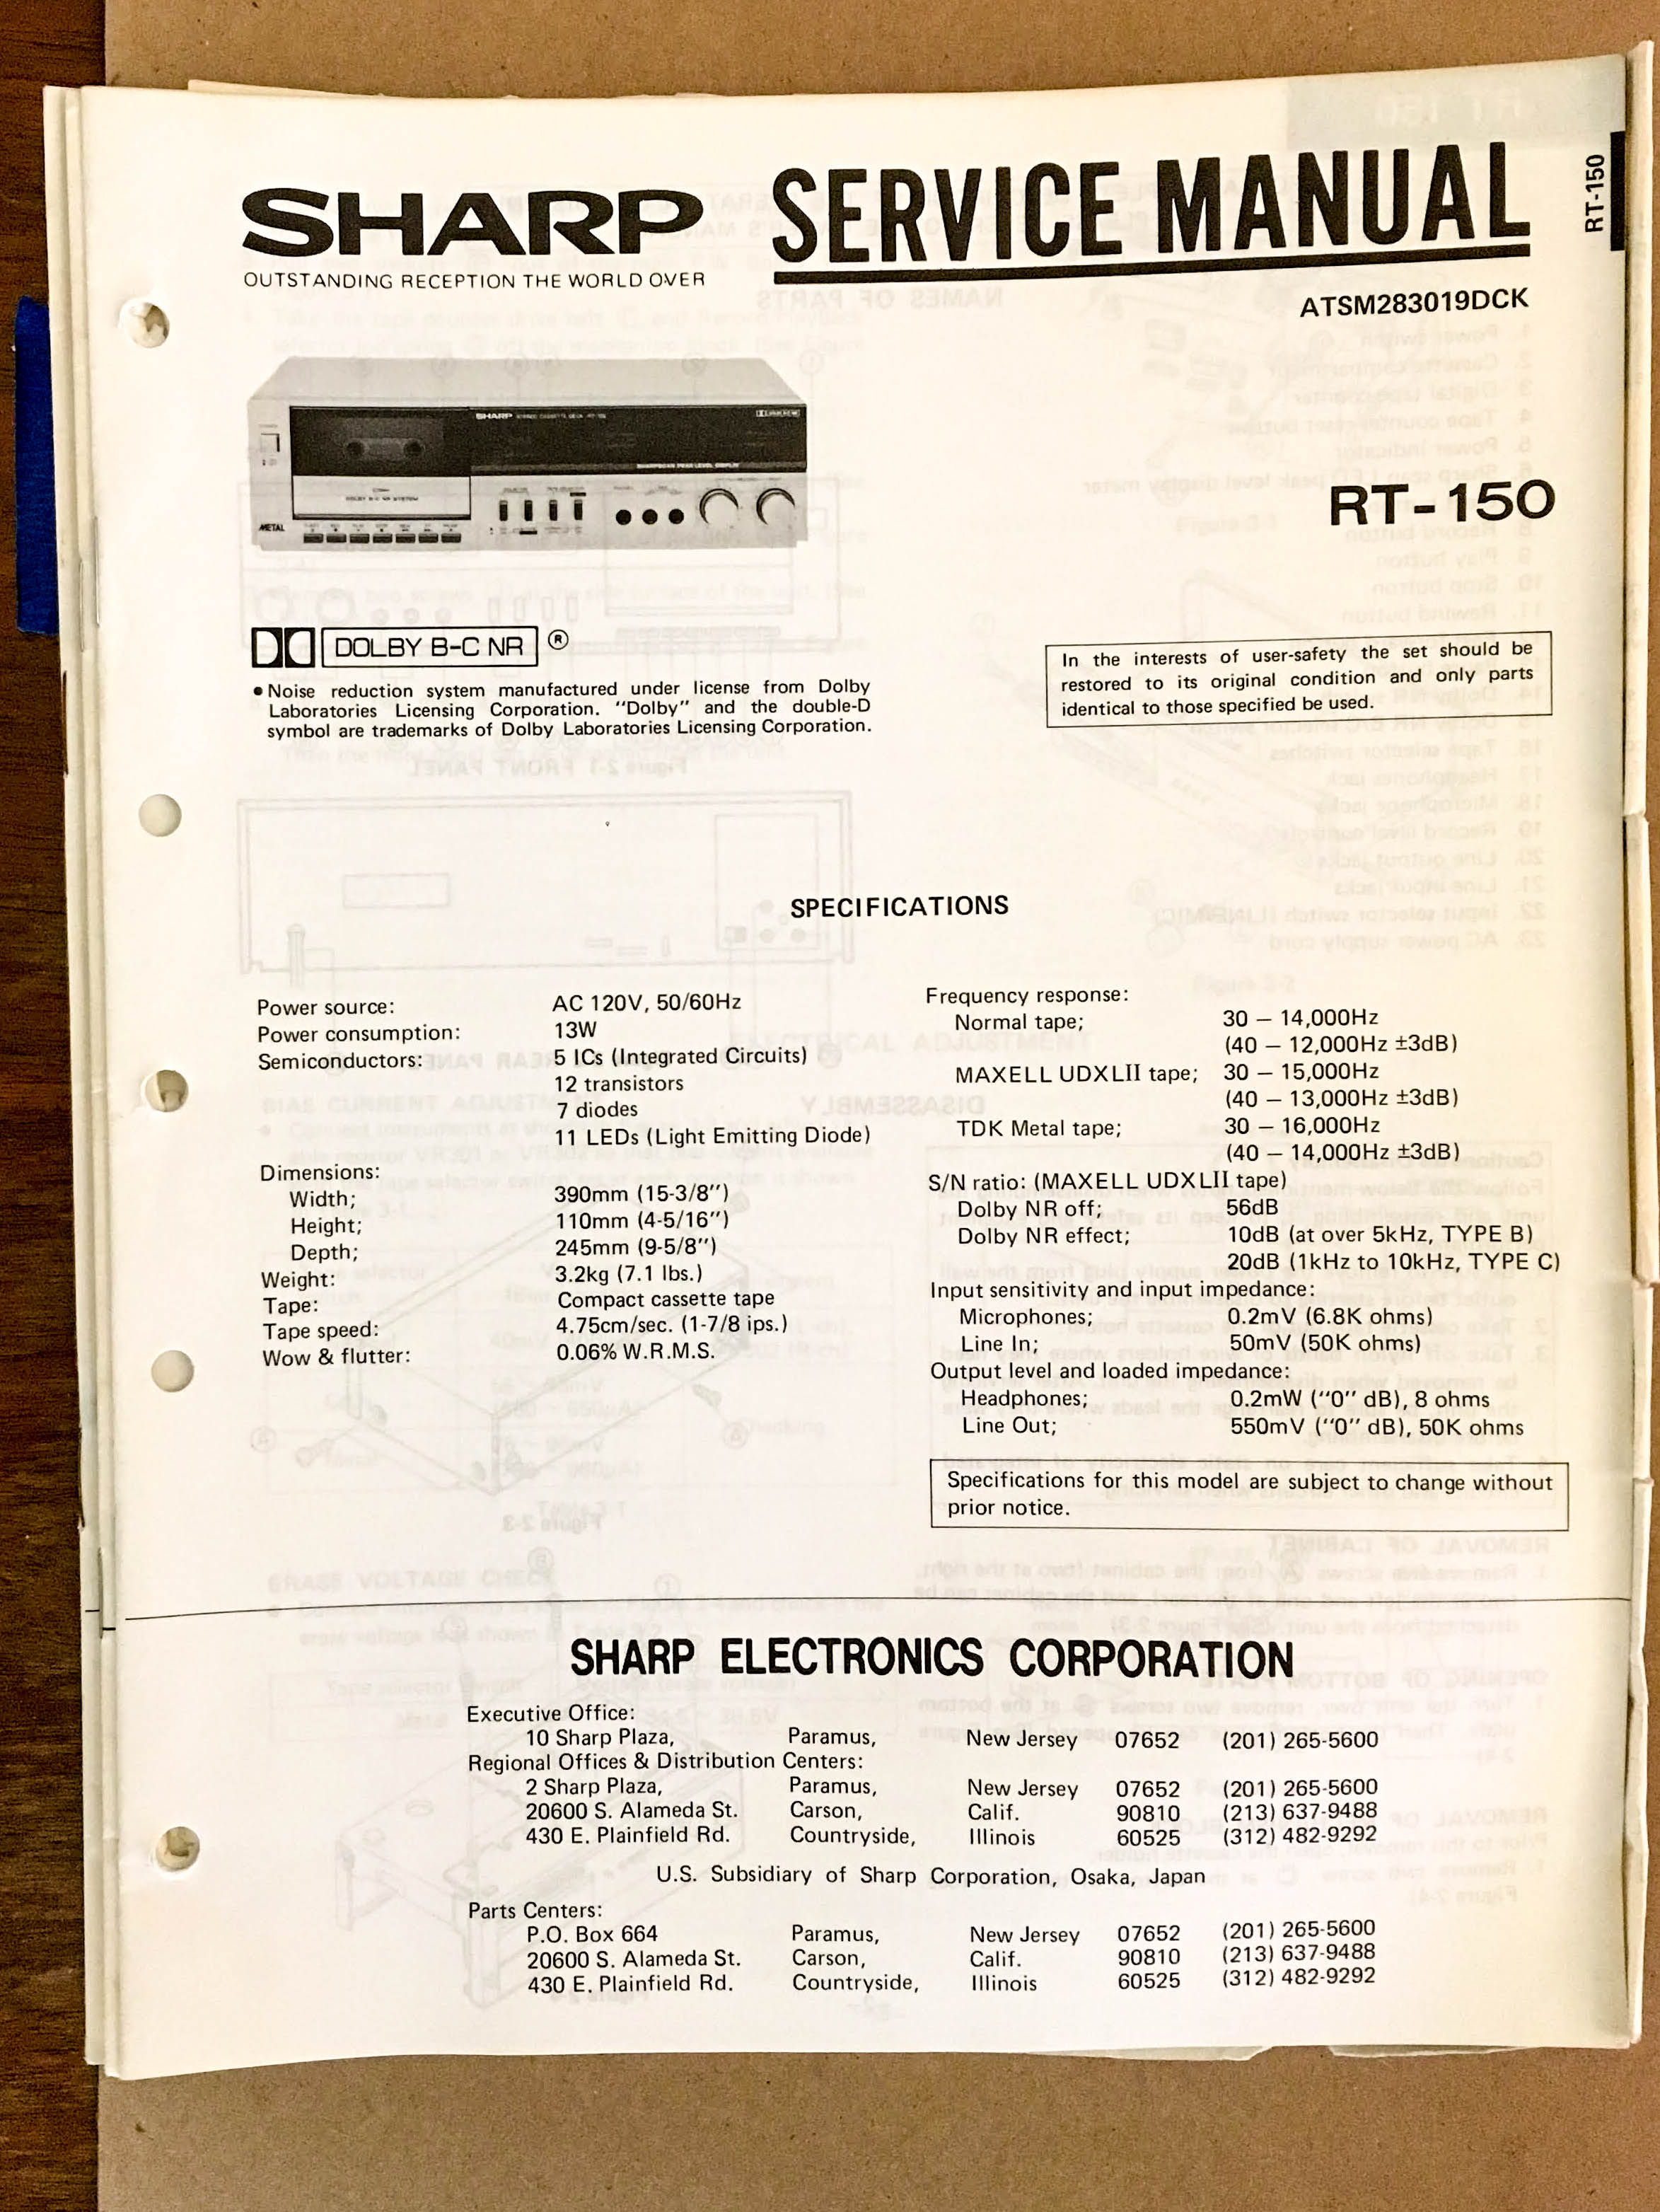 RT-150
SHARP SERVICE MANUAL
OUTSTANDING RECEPTION THE WORLD OVER
ATSM283019DCK
SHARP
METAL
RT-150
DOLBY B-C NR ®
● Noise reduction system manufactured under license from Dolby
Laboratories Licensing Corporation. "Dolby" and the double-D
symbol are trademarks of Dolby Laboratories Licensing Corporation.
In the interests of user-safety the set should be
restored to its original condition and only parts
identical to those specified be used.
SPECIFICATIONS
Power source: AC 120V, 50/60Hz
Power consumption: 13W
Semiconductors: 5 ICs (Integrated Circuits)
12 transistors
7 diodes
11 LEDs (Light Emitting Diode)
Dimensions:
Width; 390mm (15-3/8")
Height; 110mm (4-5/16")
Depth; 245mm (9-5/8")
Weight: 3.2kg (7.1 lbs.)
Tape: Compact cassette tape
Tape speed: 4.75cm/sec. (1-7/8 ips.)
Wow & flutter: 0.06% W.R.M.S.
Frequency response:
Normal tape; 30 – 14,000Hz
(40 – 12,000Hz ±3dB)
MAXELL UDXLII tape; 30 – 15,000Hz
(40 – 13,000Hz ±3dB)
TDK Metal tape; 30 – 16,000Hz
(40 – 14,000Hz ±3dB)
S/N ratio: (MAXELL UDXLII tape)
Dolby NR off; 56dB
Dolby NR effect; 10dB (at over 5kHz, TYPE B)
20dB (1kHz to 10kHz, TYPE C)
Input sensitivity and input impedance:
Microphones; 0.2mV (6.8K ohms)
Line In; 50mV (50K ohms)
Output level and loaded impedance:
Headphones; 0.2mW ("0" dB), 8 ohms
Line Out; 550mV ("0" dB), 50K ohms
Specifications for this model are subject to change without
prior notice.
SHARP ELECTRONICS CORPORATION
Executive Office:
10 Sharp Plaza, Paramus, New Jersey 07652 (201) 265-5600
Regional Offices & Distribution Centers:
2 Sharp Plaza, Paramus, New Jersey 07652 (201) 265-5600
20600 S. Alameda St. Carson, Calif. 90810 (213) 637-9488
430 E. Plainfield Rd. Countryside, Illinois 60525 (312) 482-9292
U.S. Subsidiary of Sharp Corporation, Osaka, Japan
Parts Centers:
P.O. Box 664 Paramus, New Jersey 07652 (201) 265-5600
20600 S. Alameda St. Carson, Calif. 90810 (213) 637-9488
430 E. Plainfield Rd. Countryside, Illinois 60525 (312) 482-9292